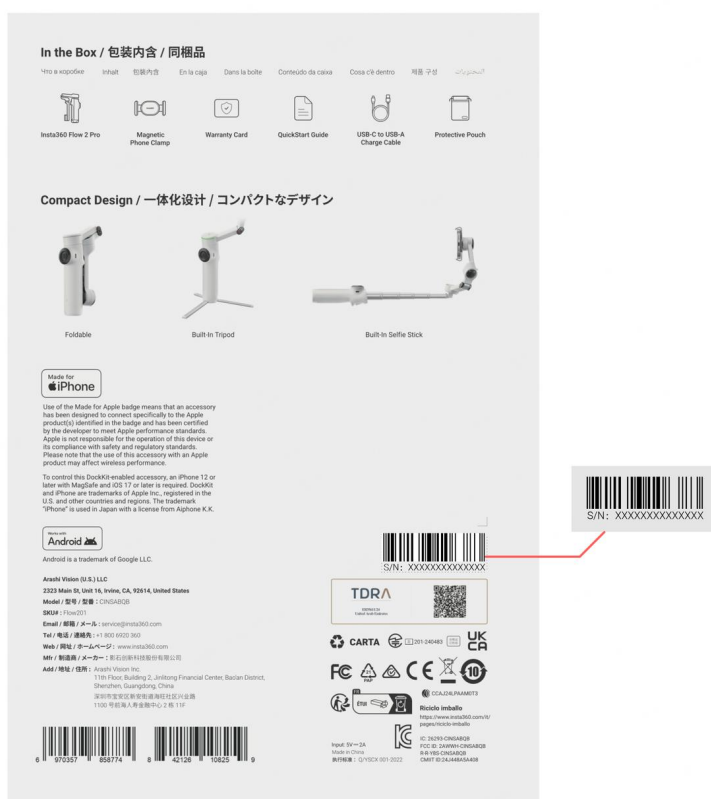 In the Box / 包装内含 / 同梱品
Что в коробке Inhalt 包裝內含 En la caja Dans la boîte Conteúdo da caixa Cosa c'è dentro 제품 구성 المحتويات
Insta360 Flow 2 Pro
Magnetic
Phone Clamp
Warranty Card
QuickStart Guide
USB-C to USB-A
Charge Cable
Protective Pouch
Compact Design / 一体化设计 / コンパクトなデザイン
Foldable
Built-In Tripod
Built-In Selfie Stick
Made for
iPhone
Use of the Made for Apple badge means that an accessory
has been designed to connect specifically to the Apple
product(s) identified in the badge and has been certified
by the developer to meet Apple performance standards.
Apple is not responsible for the operation of this device or
its compliance with safety and regulatory standards.
Please note that the use of this accessory with an Apple
product may affect wireless performance.
To control this DockKit-enabled accessory, an iPhone 12 or
later with MagSafe and iOS 17 or later is required. DockKit
and iPhone are trademarks of Apple Inc., registered in the
U.S. and other countries and regions. The trademark
"iPhone" is used in Japan with a license from Aiphone K.K.
Works with
Android
Android is a trademark of Google LLC.
Arashi Vision (U.S.) LLC
2323 Main St, Unit 16, Irvine, CA, 92614, United States
Model / 型号 / 型番：CINSABQB
SKU#：Flow201
Email / 邮箱 / メール：service@insta360.com
Tel / 电话 / 連絡先：+1 800 6920 360
Web / 网址 / ホームページ：www.insta360.com
Mfr / 制造商 / メーカー：影石创新科技股份有限公司
Add / 地址 / 住所：Arashi Vision Inc.
11th Floor, Building 2, Jinlitong Financial Center, Bao'an District,
Shenzhen, Guangdong, China
深圳市宝安区新安街道海旺社区兴业路
1100 号前海人寿金融中心 2 栋 11F
6 970357 858774
8 42126 10825 9
S/N: XXXXXXXXXXXXXX
S/N: XXXXXXXXXXXXXX
TDRA
CARTA
201-240483
UK
CA
FC
21
PAP
CE
10
CCAJ24LPAAM0T3
FR
ÉTUI
Riciclo imballo
https://www.insta360.com/it/
pages/riciclo-imballo
Input: 5V⎓2A
Made in China
执行标准：Q/YSCX 001-2022
IC: 26293-CINSABQB
FCC ID: 2AWWH-CINSABQB
R-R-Y8S-CINSABQB
CMIIT ID:24J448A5A408